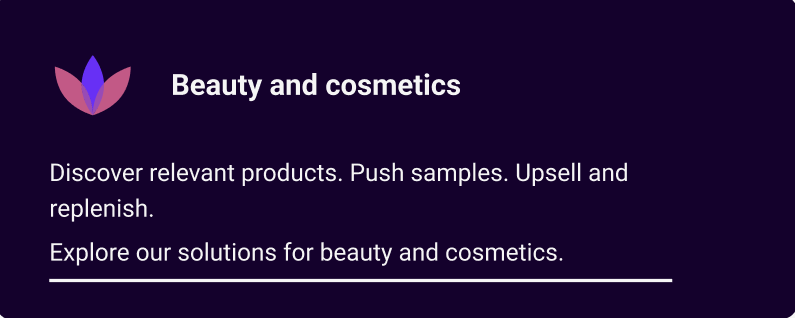 Beauty and cosmetics
Discover relevant products. Push samples. Upsell and
replenish.
Explore our solutions for beauty and cosmetics.